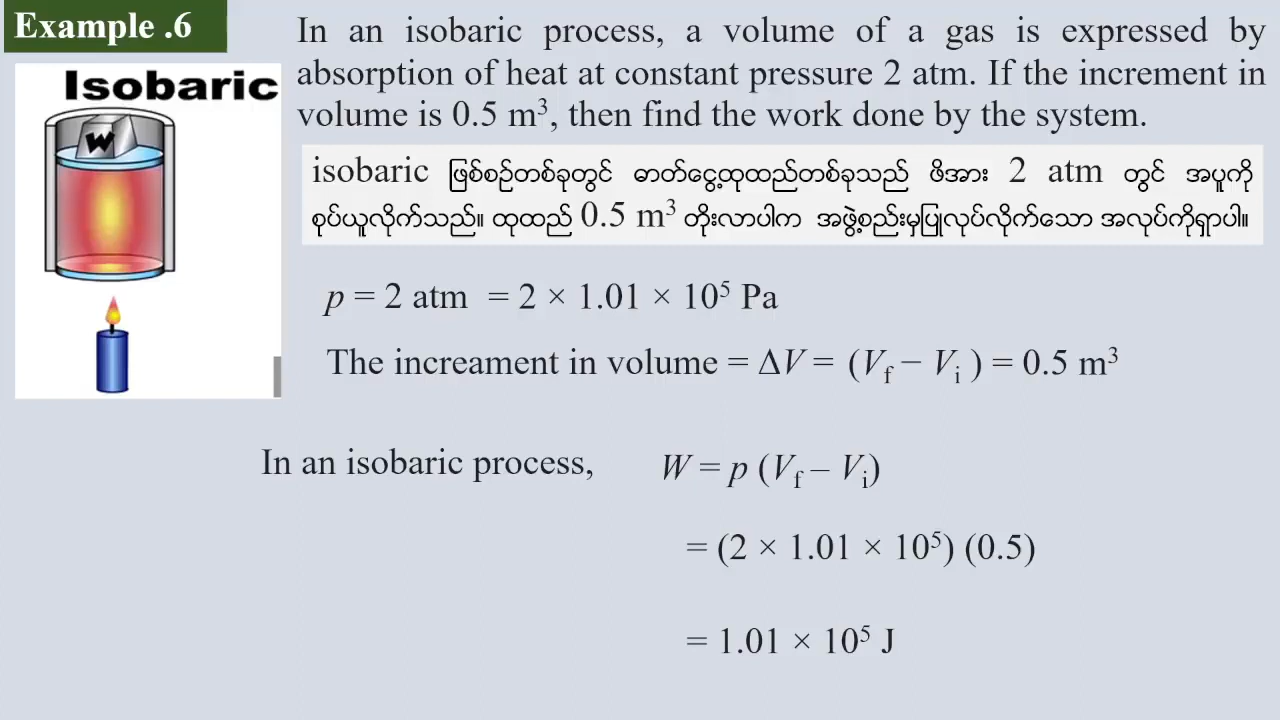 Example .6
In an isobaric process, a volume of a gas is expressed by
absorption of heat at constant pressure 2 atm. If the increment in
volume is 0.5 m³, then find the work done by the system.
Isobaric
W
isobaric ဖြစ်စဉ်တစ်ခုတွင် ဓာတ်ငွေ့ထုထည်တစ်ခုသည် ဖိအား 2 atm တွင် အပူကို
စုပ်ယူလိုက်သည်။ ထုထည် 0.5 m³ တိုးလာပါက အဖွဲ့စည်းမှပြုလုပ်လိုက်သော အလုပ်ကိုရှာပါ။
p = 2 atm = 2 × 1.01 × 10⁵ Pa
The increament in volume = ΔV = (V_f − V_i ) = 0.5 m³
In an isobaric process, W = p (V_f – V_i)
= (2 × 1.01 × 10⁵) (0.5)
= 1.01 × 10⁵ J